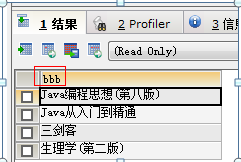 1 结果 2 Profiler 3 信息
(Read Only)
bbb
Java编程思想(第八版)
Java从入门到精通
三剑客
生理学(第二版)